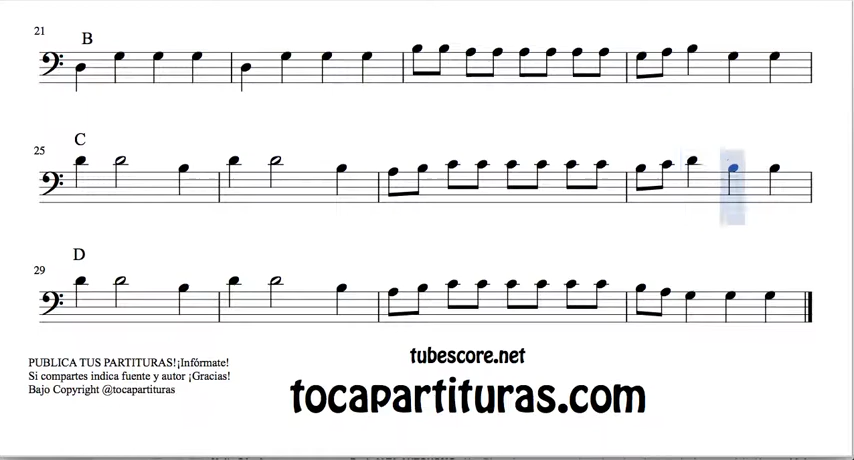 21
B
25
C
29
D
PUBLICA TUS PARTITURAS!¡Infórmate!
Si compartes indica fuente y autor ¡Gracias!
Bajo Copyright @tocapartituras
tubescore.net
tocapartituras.com